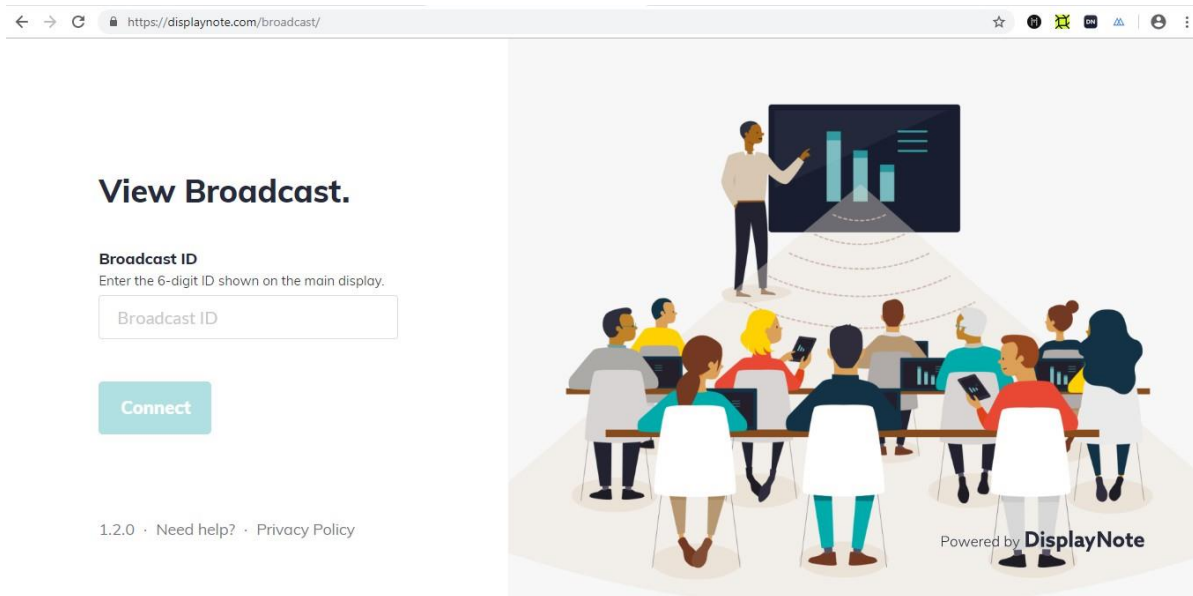 https://displaynote.com/broadcast/
DN
View Broadcast.
Broadcast ID
Enter the 6-digit ID shown on the main display.
Broadcast ID
Connect
1.2.0 · Need help? · Privacy Policy
Powered by DisplayNote